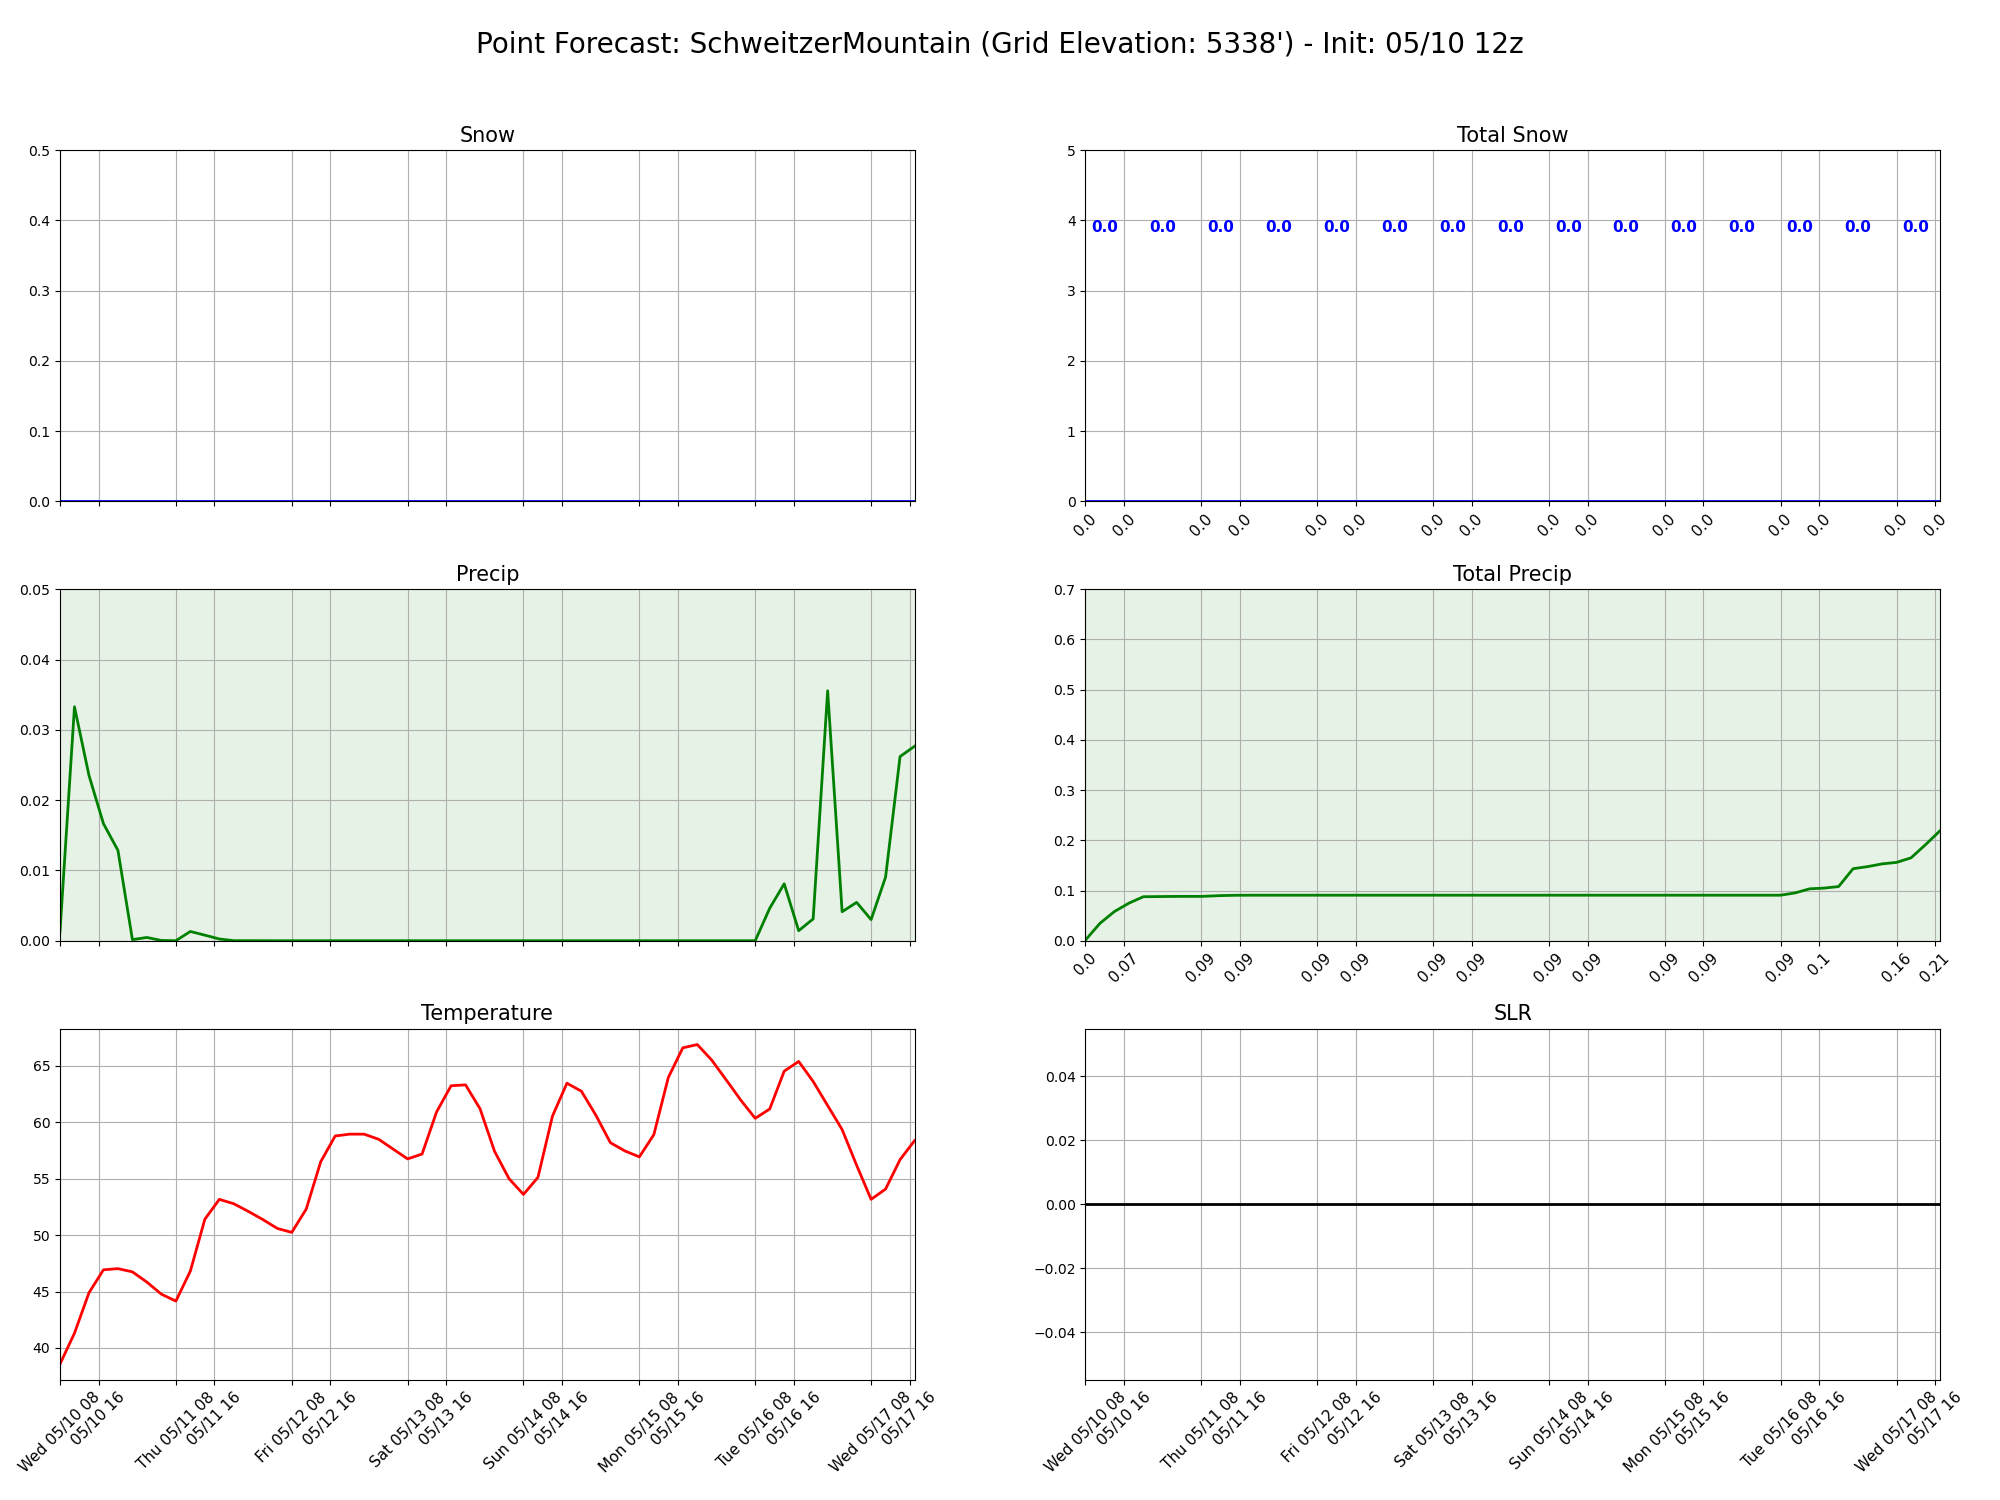 Point Forecast: SchweitzerMountain (Grid Elevation: 5338') - Init: 05/10 12z
Snow
0.5
0.4
0.3
0.2
0.1
0.0
Total Snow
5
4
3
2
1
0
0.0 0.0 0.0 0.0 0.0 0.0 0.0 0.0 0.0 0.0 0.0 0.0 0.0 0.0 0.0
0.0 0.0 0.0 0.0 0.0 0.0 0.0 0.0 0.0 0.0 0.0 0.0 0.0 0.0 0.0 0.0
Precip
0.05
0.04
0.03
0.02
0.01
0.00
Total Precip
0.7
0.6
0.5
0.4
0.3
0.2
0.1
0.0
0.0 0.07 0.09 0.09 0.09 0.09 0.09 0.09 0.09 0.09 0.09 0.09 0.09 0.1 0.16 0.21
Temperature
65
60
55
50
45
40
Wed 05/10 08
05/10 16
Thu 05/11 08
05/11 16
Fri 05/12 08
05/12 16
Sat 05/13 08
05/13 16
Sun 05/14 08
05/14 16
Mon 05/15 08
05/15 16
Tue 05/16 08
05/16 16
Wed 05/17 08
05/17 16
SLR
0.04
0.02
0.00
−0.02
−0.04
Wed 05/10 08
05/10 16
Thu 05/11 08
05/11 16
Fri 05/12 08
05/12 16
Sat 05/13 08
05/13 16
Sun 05/14 08
05/14 16
Mon 05/15 08
05/15 16
Tue 05/16 08
05/16 16
Wed 05/17 08
05/17 16